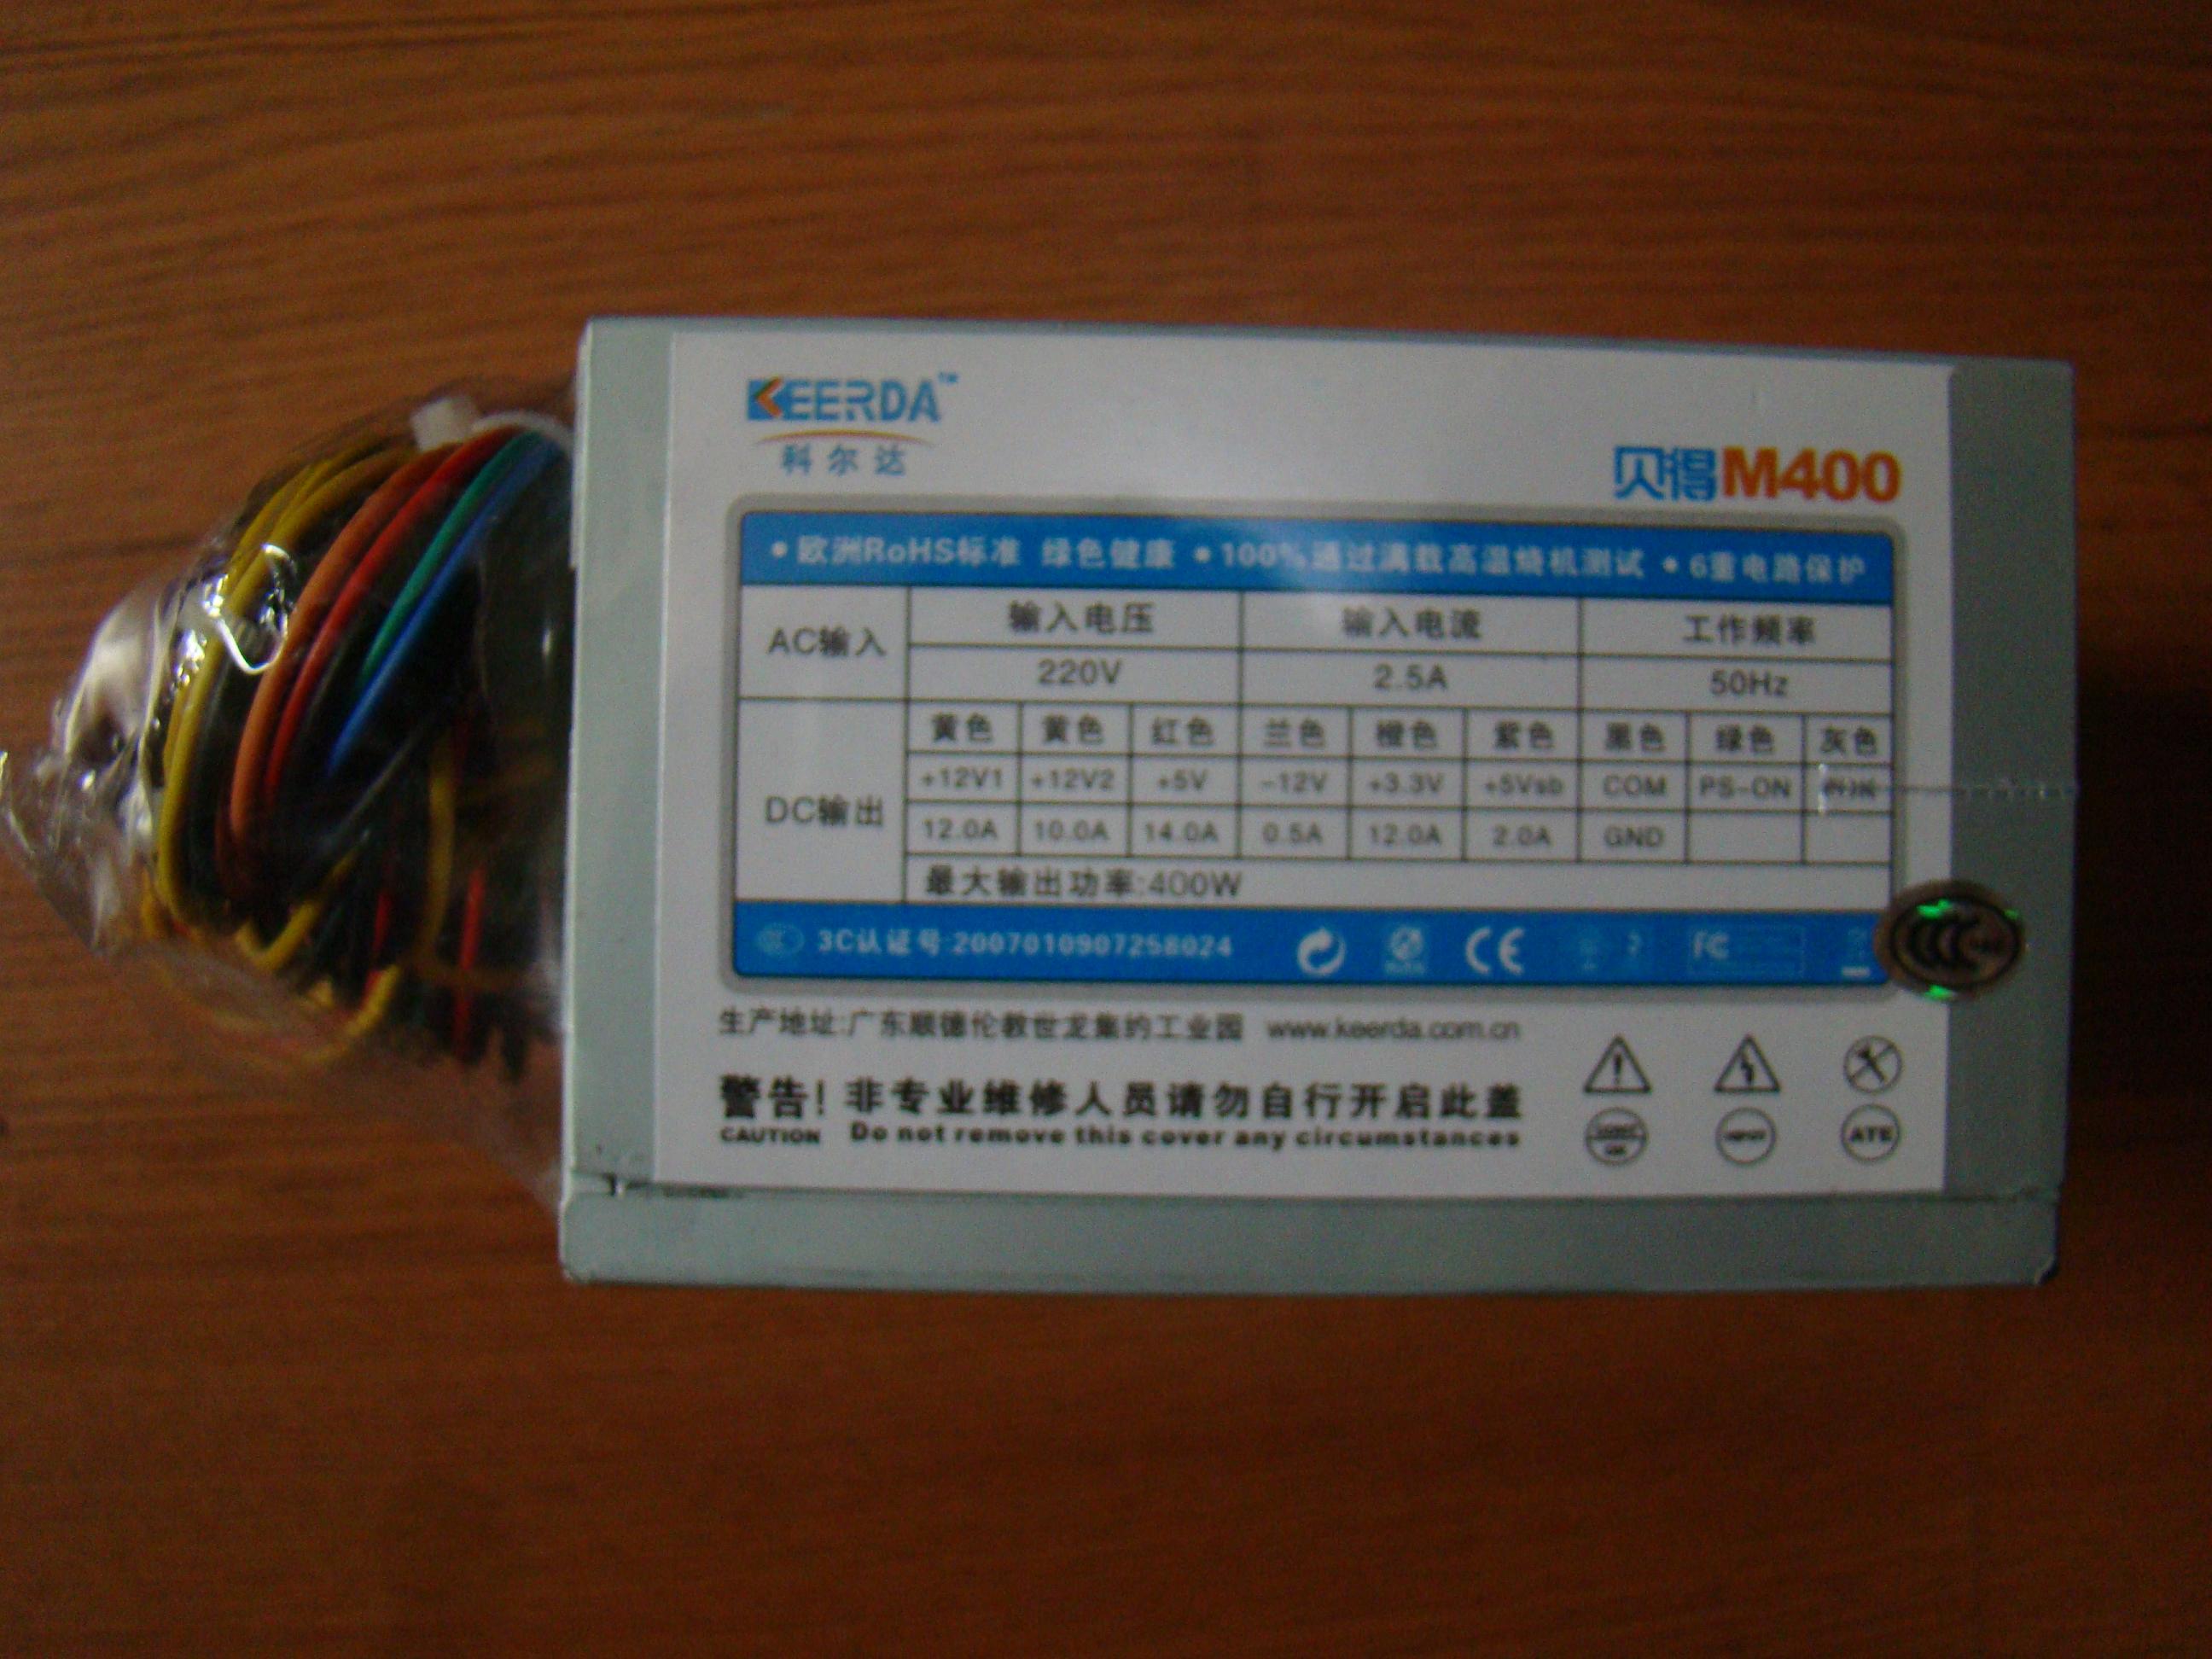 KEERDA™
科尔达
贝得M400
• 欧洲RoHS标准 绿色健康 • 100%通过满载高温烧机测试 • 6重电路保护
AC输入 输入电压 输入电流 工作频率
220V 2.5A 50Hz
DC输出 黄色 黄色 红色 兰色 橙色 紫色 黑色 绿色 灰色
+12V1 +12V2 +5V -12V +3.3V +5Vsb COM PS-ON
12.0A 10.0A 14.0A 0.5A 12.0A 2.0A GND
最大输出功率:400W
3C认证号:2007010907258024 CE FC
CCC
生产地址:广东顺德伦教世龙集约工业园 www.keerda.com.cn
警告! 非专业维修人员请勿自行开启此盖
CAUTION Do not remove this cover any circumstances
INPUT ATE